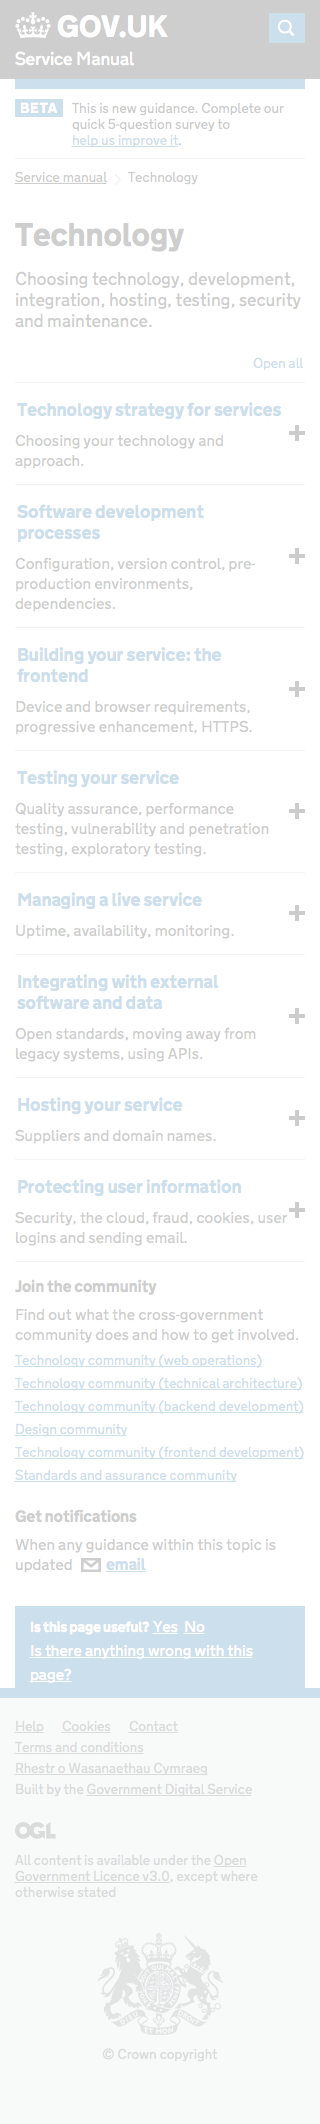 GOV.UK
Service Manual
BETA
This is new guidance. Complete our
quick 5-question survey to
help us improve it.
Service manual
Technology
Technology
Choosing technology, development,
integration, hosting, testing, security
and maintenance.
Open all
Technology strategy for services
Choosing your technology and
approach.
Software development
processes
Configuration, version control, pre-
production environments,
dependencies.
Building your service: the
frontend
Device and browser requirements,
progressive enhancement, HTTPS.
Testing your service
Quality assurance, performance
testing, vulnerability and penetration
testing, exploratory testing.
Managing a live service
Uptime, availability, monitoring.
Integrating with external
software and data
Open standards, moving away from
legacy systems, using APIs.
Hosting your service
Suppliers and domain names.
Protecting user information
Security, the cloud, fraud, cookies, user
logins and sending email.
Join the community
Find out what the cross-government
community does and how to get involved.
Technology community (web operations)
Technology community (technical architecture)
Technology community (backend development)
Design community
Technology community (frontend development)
Standards and assurance community
Get notifications
When any guidance within this topic is
updated email
Is this page useful? Yes No
Is there anything wrong with this
page?
Help Cookies Contact
Terms and conditions
Rhestr o Wasanaethau Cymraeg
Built by the Government Digital Service
OGL
All content is available under the Open
Government Licence v3.0, except where
otherwise stated
© Crown copyright